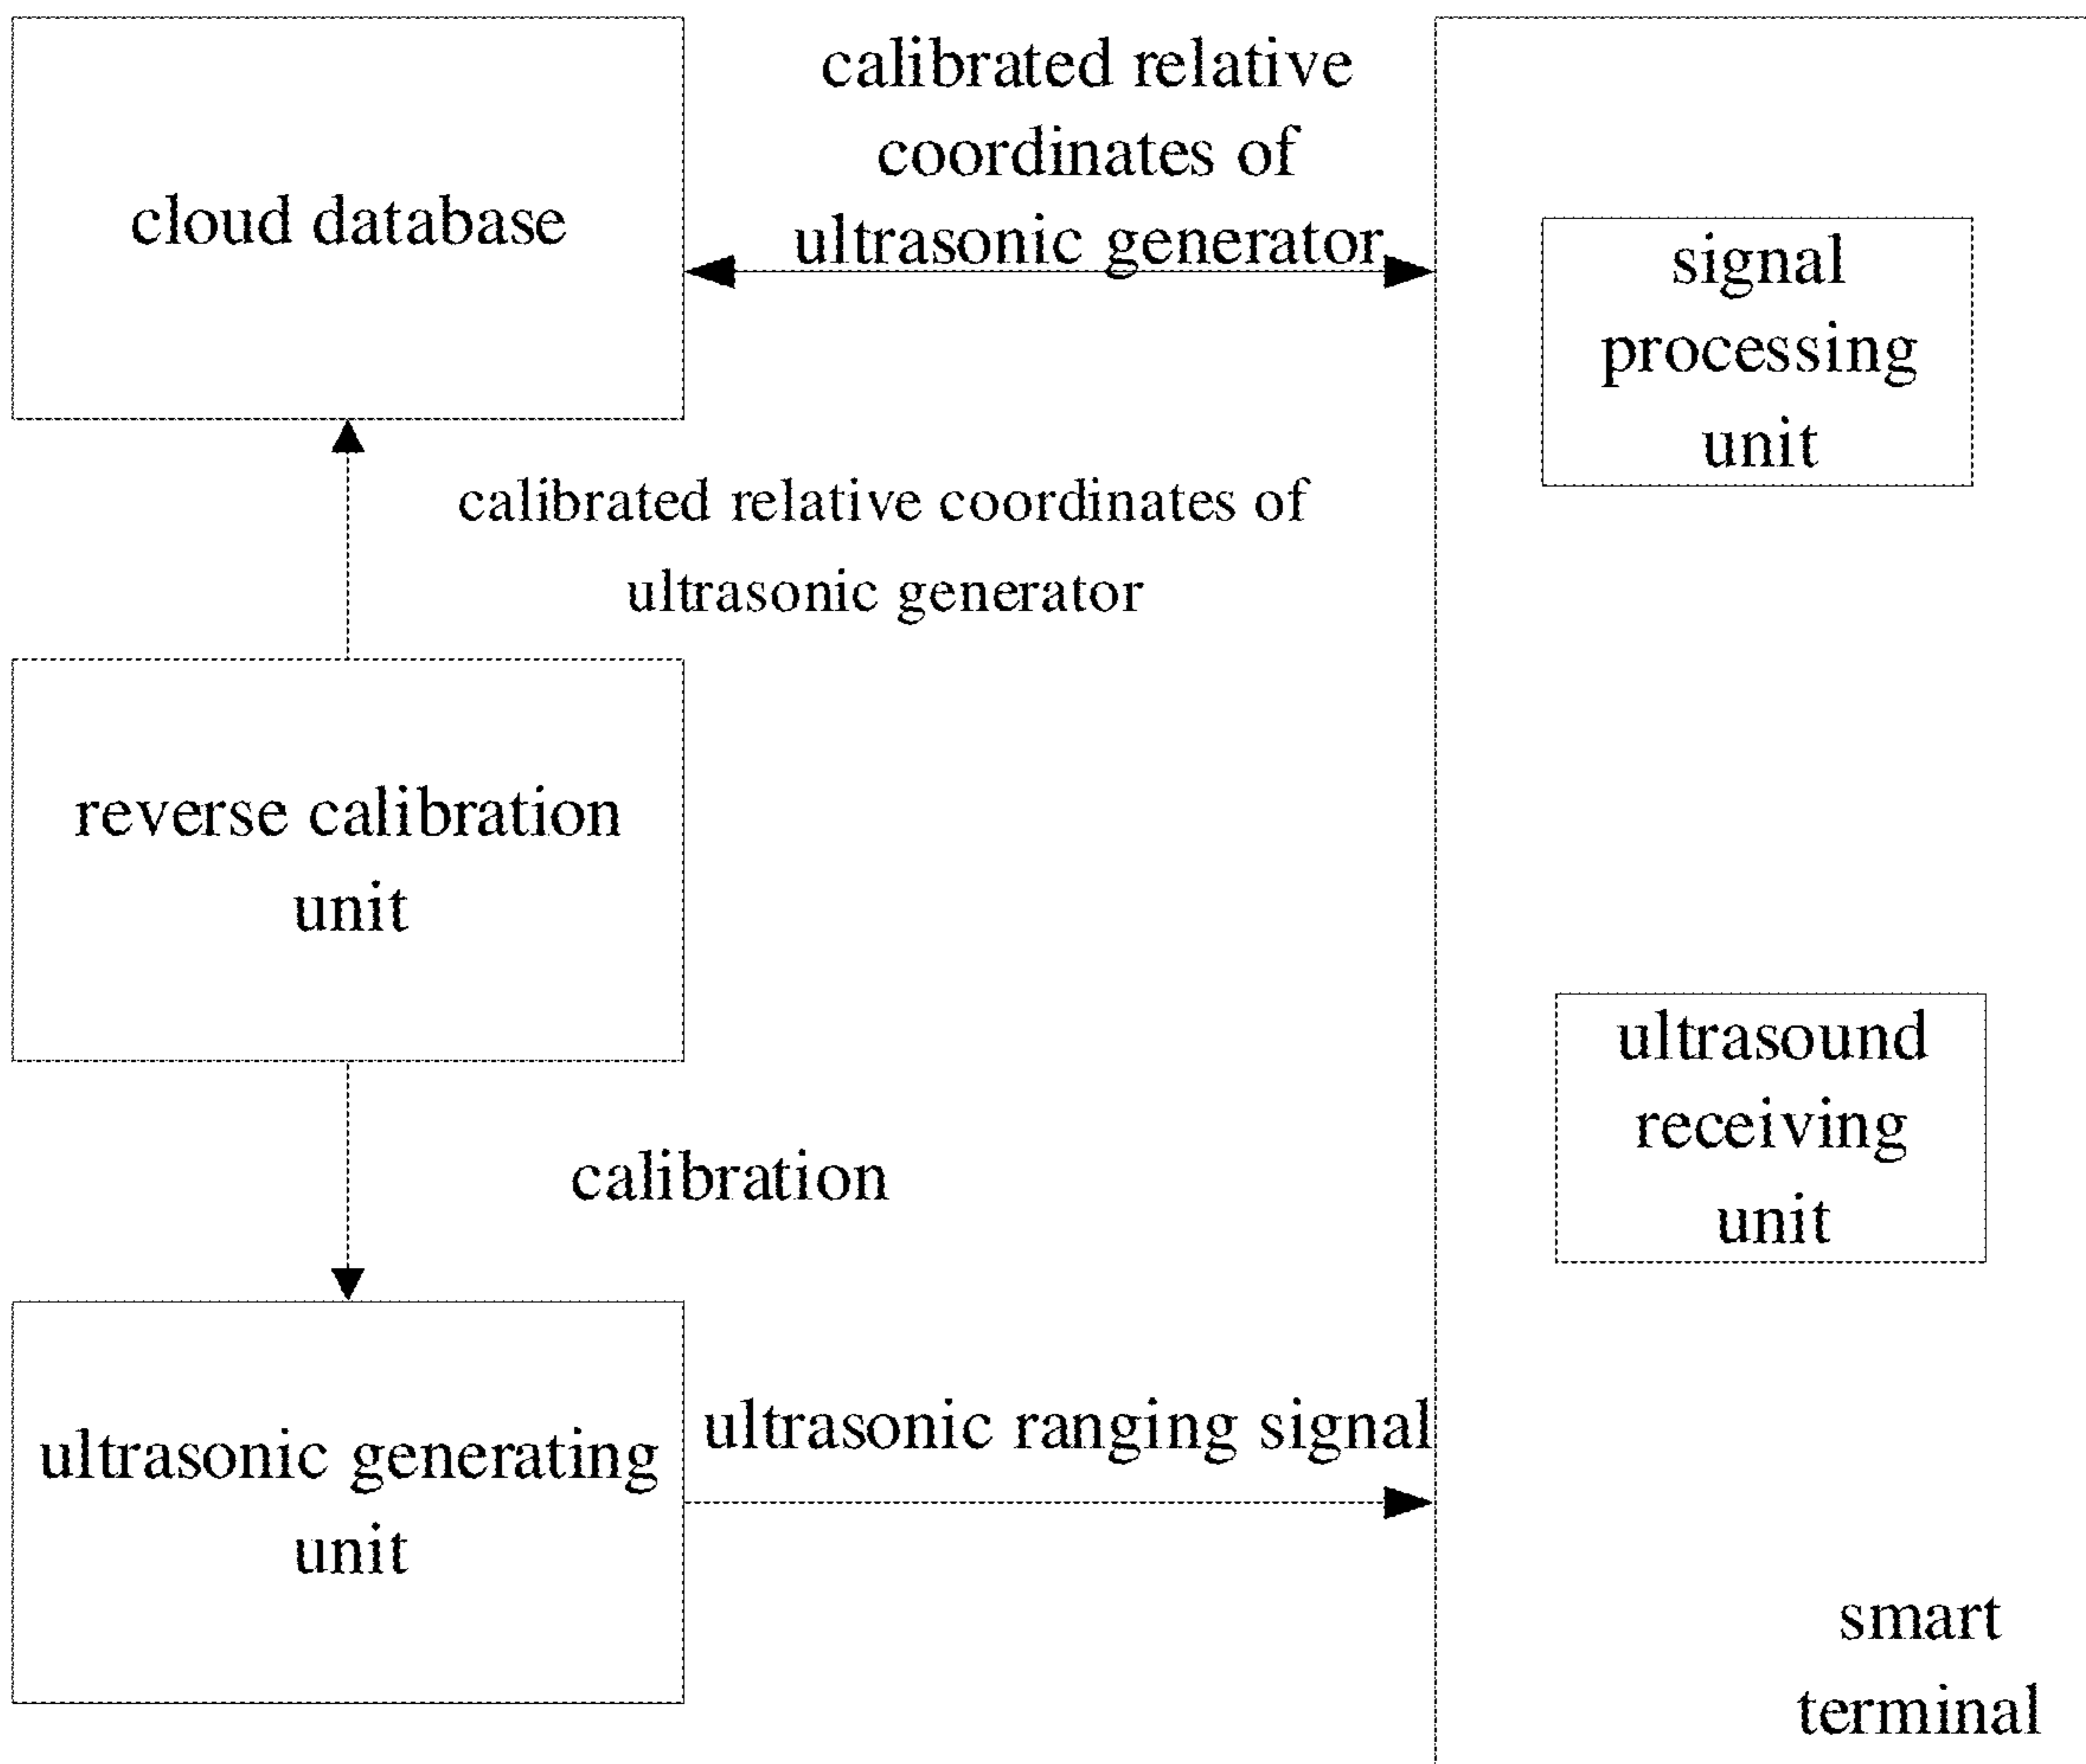 cloud database
calibrated relative
coordinates of
ultrasonic generator
signal
processing
unit
calibrated relative coordinates of
ultrasonic generator
reverse calibration
unit
ultrasound
receiving
unit
calibration
ultrasonic generating
unit
ultrasonic ranging signal
smart
terminal